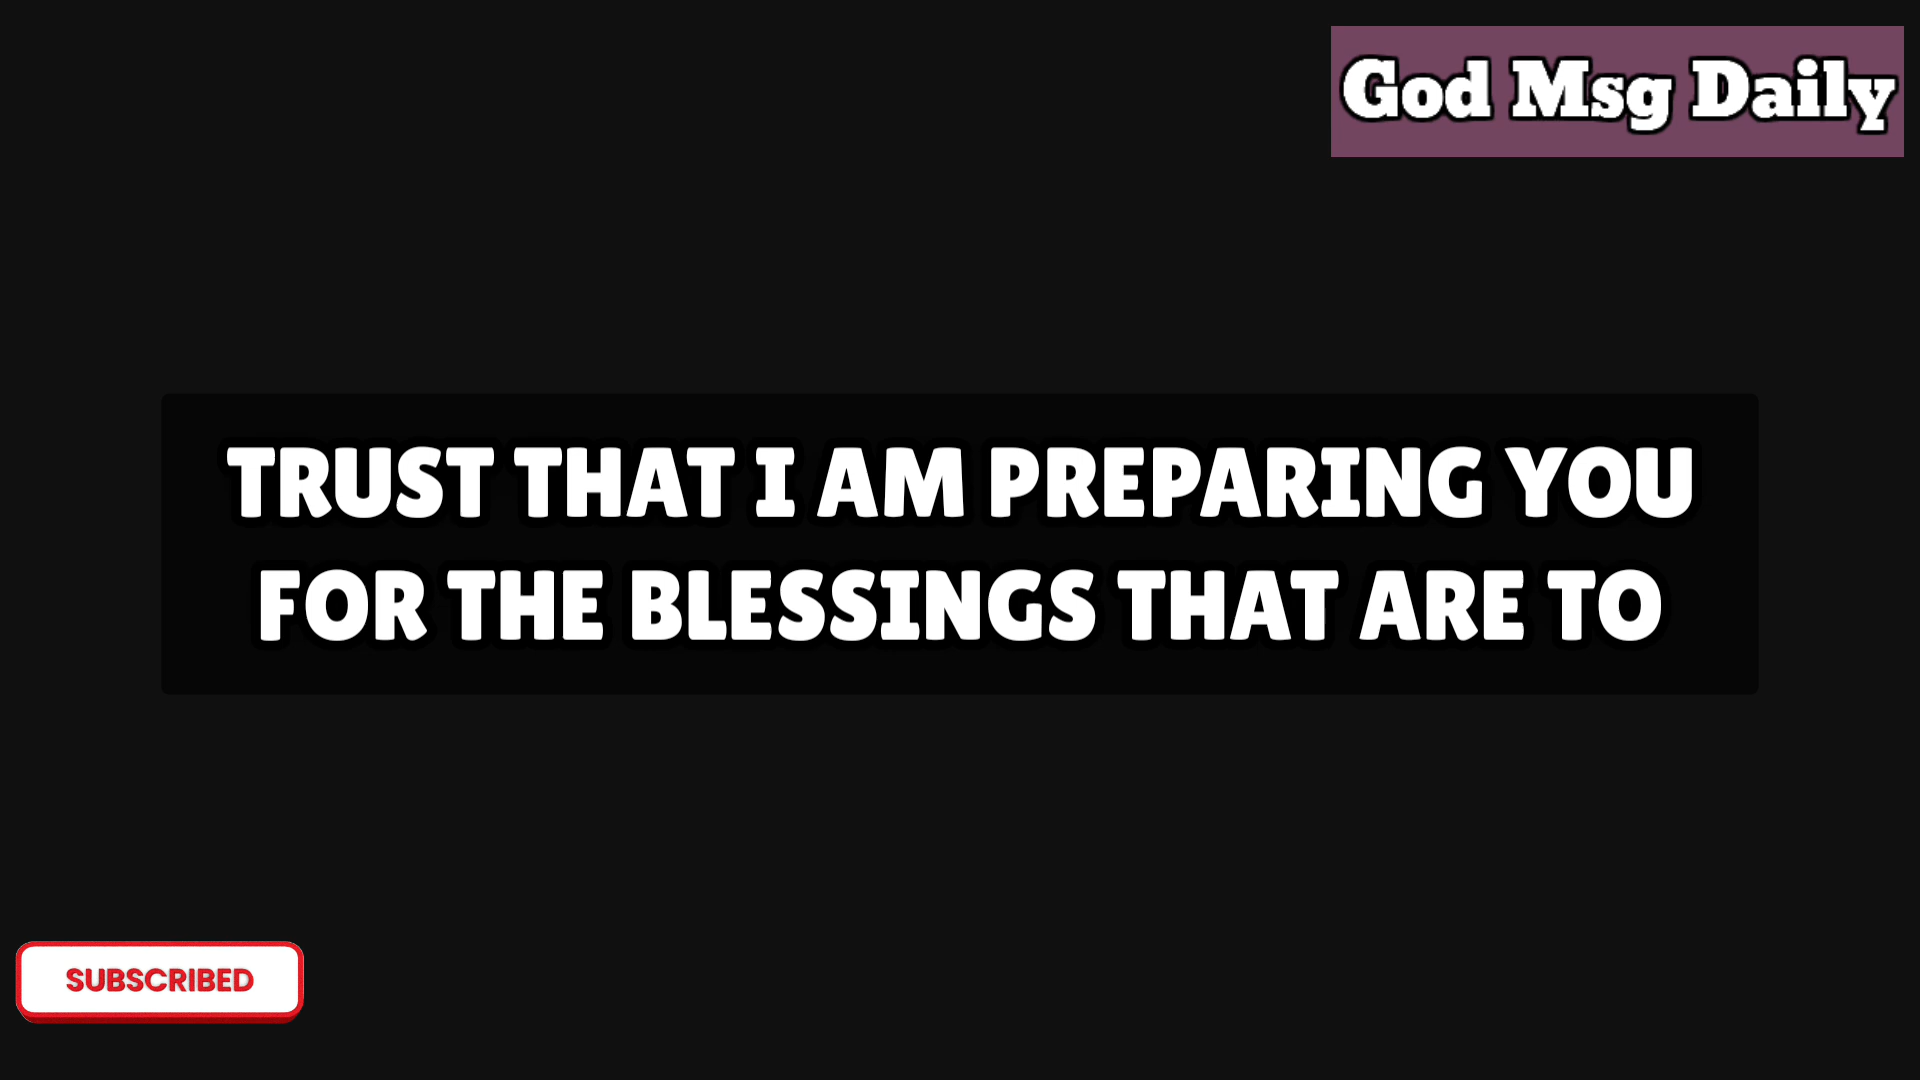 God Msg Daily
TRUST THAT I AM PREPARING YOU
FOR THE BLESSINGS THAT ARE TO
SUBSCRIBED